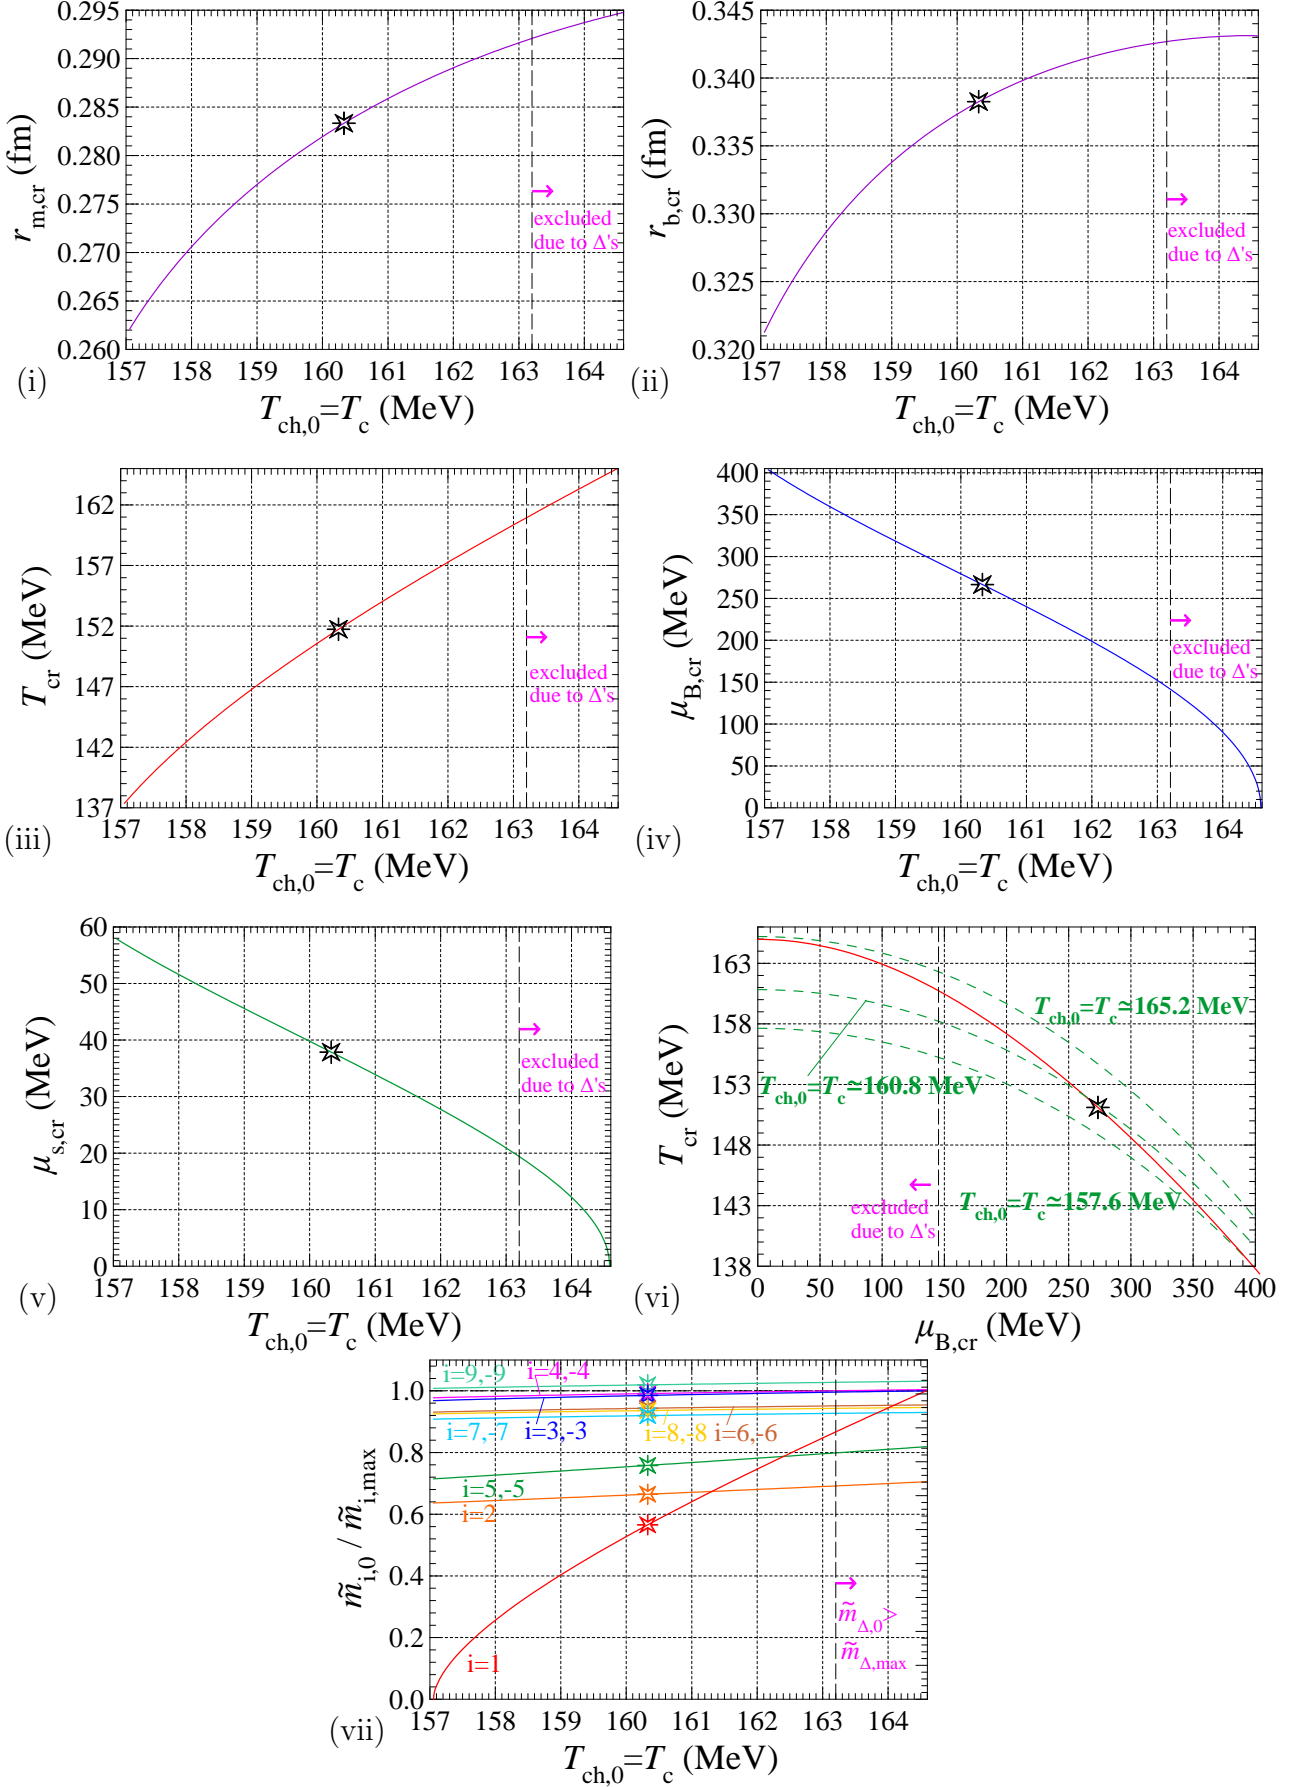 0.295
0.290
0.285
0.280
0.275
0.270
0.265
0.260
r_m,cr (fm)
excluded
due to Δ's
157 158 159 160 161 162 163 164
(i)
T_ch,0=T_c (MeV)
0.345
0.340
0.335
0.330
0.325
0.320
r_b,cr (fm)
excluded
due to Δ's
157 158 159 160 161 162 163 164
(ii)
T_ch,0=T_c (MeV)
162
157
152
147
142
137
T_cr (MeV)
excluded
due to Δ's
157 158 159 160 161 162 163 164
(iii)
T_ch,0=T_c (MeV)
400
350
300
250
200
150
100
50
0
μ_B,cr (MeV)
excluded
due to Δ's
157 158 159 160 161 162 163 164
(iv)
T_ch,0=T_c (MeV)
60
50
40
30
20
10
0
μ_s,cr (MeV)
excluded
due to Δ's
157 158 159 160 161 162 163 164
(v)
T_ch,0=T_c (MeV)
163
158
153
148
143
138
T_cr (MeV)
T_ch,0=T_c≃165.2 MeV
T_ch,0=T_c≃160.8 MeV
T_ch,0=T_c≃157.6 MeV
excluded
due to Δ's
0 50 100 150 200 250 300 350 400
(vi)
μ_B,cr (MeV)
1.0
0.8
0.6
0.4
0.2
0.0
m̃_i,0 / m̃_i,max
i=9,-9
i=4,-4
i=7,-7
i=3,-3
i=8,-8
i=6,-6
i=5,-5
i=2
i=1
m̃_Δ,0>
m̃_Δ,max
157 158 159 160 161 162 163 164
(vii)
T_ch,0=T_c (MeV)